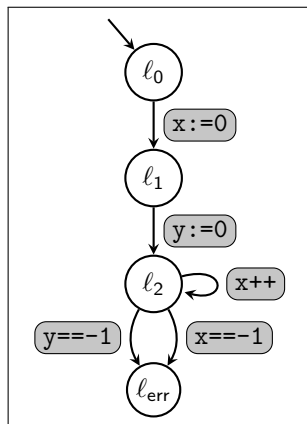 ℓ0
x:=0
ℓ1
y:=0
ℓ2
x++
y==-1 x==-1
ℓerr